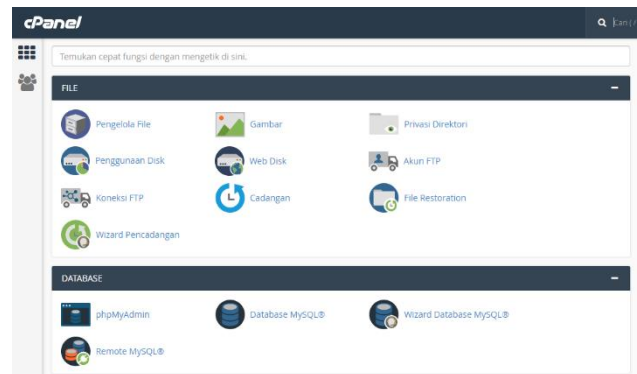 cPanel
Cari (
Temukan cepat fungsi dengan mengetik di sini.
FILE
Pengelola File
Gambar
Privasi Direktori
Penggunaan Disk
Web Disk
Akun FTP
Koneksi FTP
Cadangan
File Restoration
Wizard Pencadangan
DATABASE
phpMyAdmin
Database MySQL®
Wizard Database MySQL®
Remote MySQL®